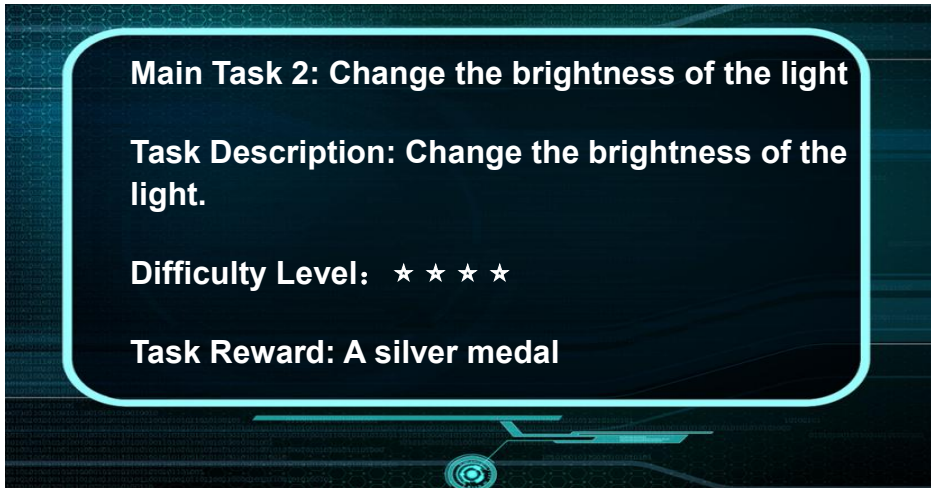 Main Task 2: Change the brightness of the light
Task Description: Change the brightness of the
light.
Difficulty Level： ★ ★ ★ ★
Task Reward: A silver medal